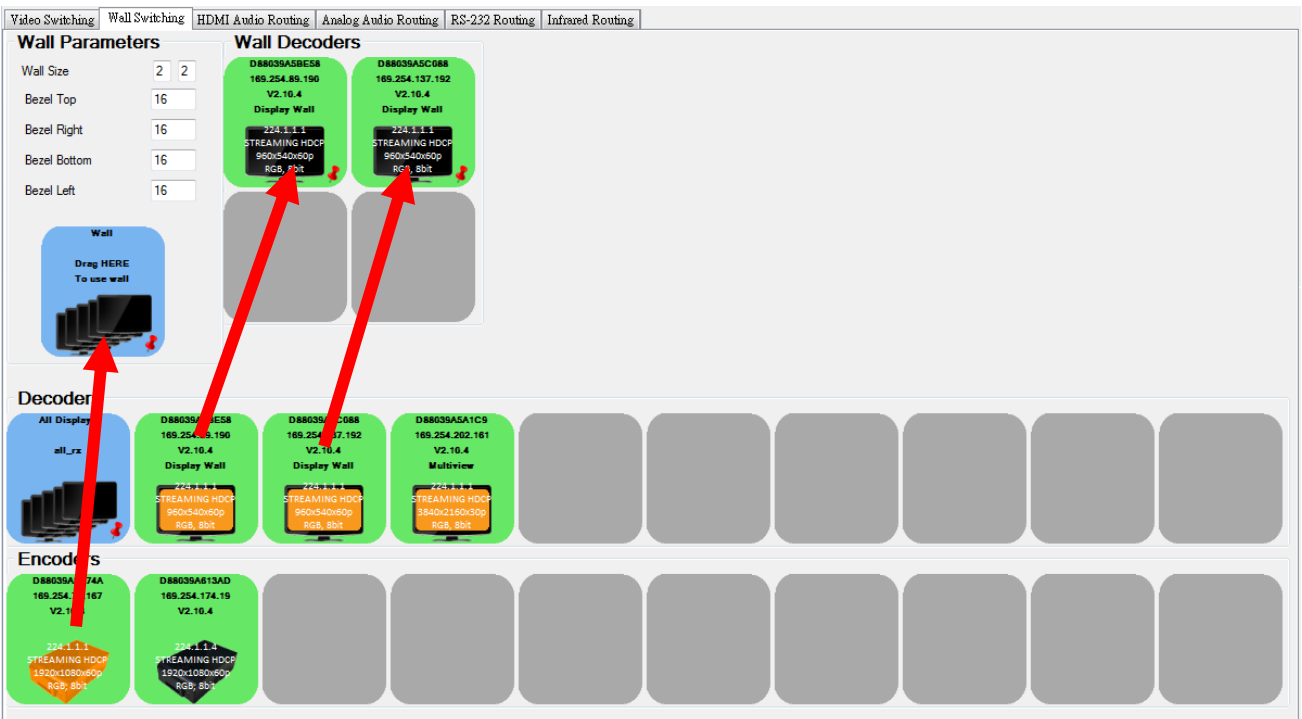 Video Switching Wall Switching HDMI Audio Routing Analog Audio Routing RS-232 Routing Infrared Routing
Wall Parameters
Wall Size 2 2
Bezel Top 16
Bezel Right 16
Bezel Bottom 16
Bezel Left 16
Wall
Drag HERE
To use wall
Wall Decoders
D88039A5BE58
169.254.89.190
V2.10.4
Display Wall
224.1.1.1
STREAMING HDCP
960x540x60p
RGB, 8bit
D88039A5C088
169.254.137.192
V2.10.4
Display Wall
224.1.1.1
STREAMING HDCP
960x540x60p
RGB, 8bit
Decoders
All Display
all_rx
169.254.89.190
V2.10.4
Display Wall
224.1.1.1
STREAMING HDCP
960x540x60p
RGB, 8bit
V2.10.4
Display Wall
224.1.1.1
STREAMING HDCP
960x540x60p
RGB, 8bit
D88039A5A1C9
169.254.202.161
V2.10.4
Multiview
224.1.1.1
STREAMING HDCP
3840x2160x30p
RGB, 8bit
Encoders
V2.10.4
224.1.1.1
STREAMING HDCP
1920x1080x60p
RGB, 8bit
D88039A613AD
169.254.174.19
V2.10.4
224.1.1.4
STREAMING HDCP
1920x1080x60p
RGB, 8bit